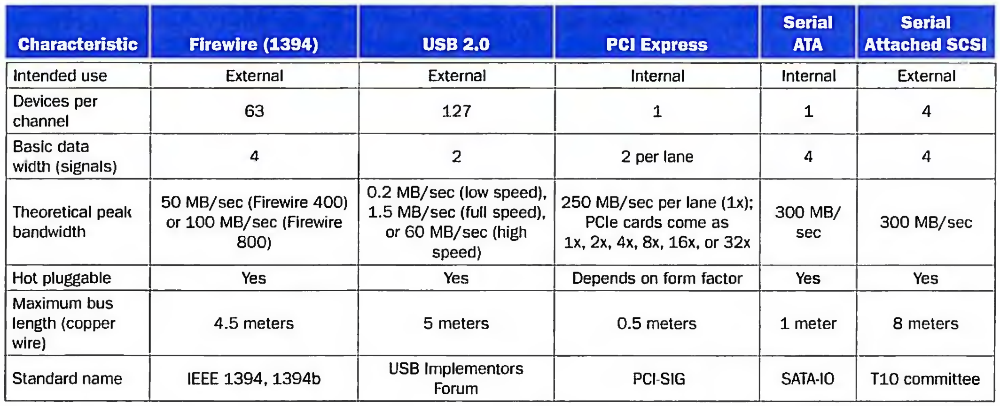 Characteristic
Firewire (1394)
USB 2.0
PCI Express
Serial
ATA
Serial
Attached SCSI
Intended use
External
External
Internal
Internal
External
Devices per
channel
63
127
1
1
4
Basic data
width (signals)
4
2
2 per lane
4
4
Theoretical peak
bandwidth
50 MB/sec (Firewire 400)
or 100 MB/sec (Firewire
800)
0.2 MB/sec (low speed),
1.5 MB/sec (full speed),
or 60 MB/sec (high
speed)
250 MB/sec per lane (1x);
PCIe cards come as
1x, 2x, 4x, 8x, 16x, or 32x
300 MB/
sec
300 MB/sec
Hot pluggable
Yes
Yes
Depends on form factor
Yes
Yes
Maximum bus
length (copper
wire)
4.5 meters
5 meters
0.5 meters
1 meter
8 meters
Standard name
IEEE 1394, 1394b
USB Implementors
Forum
PCI-SIG
SATA-IO
T10 committee